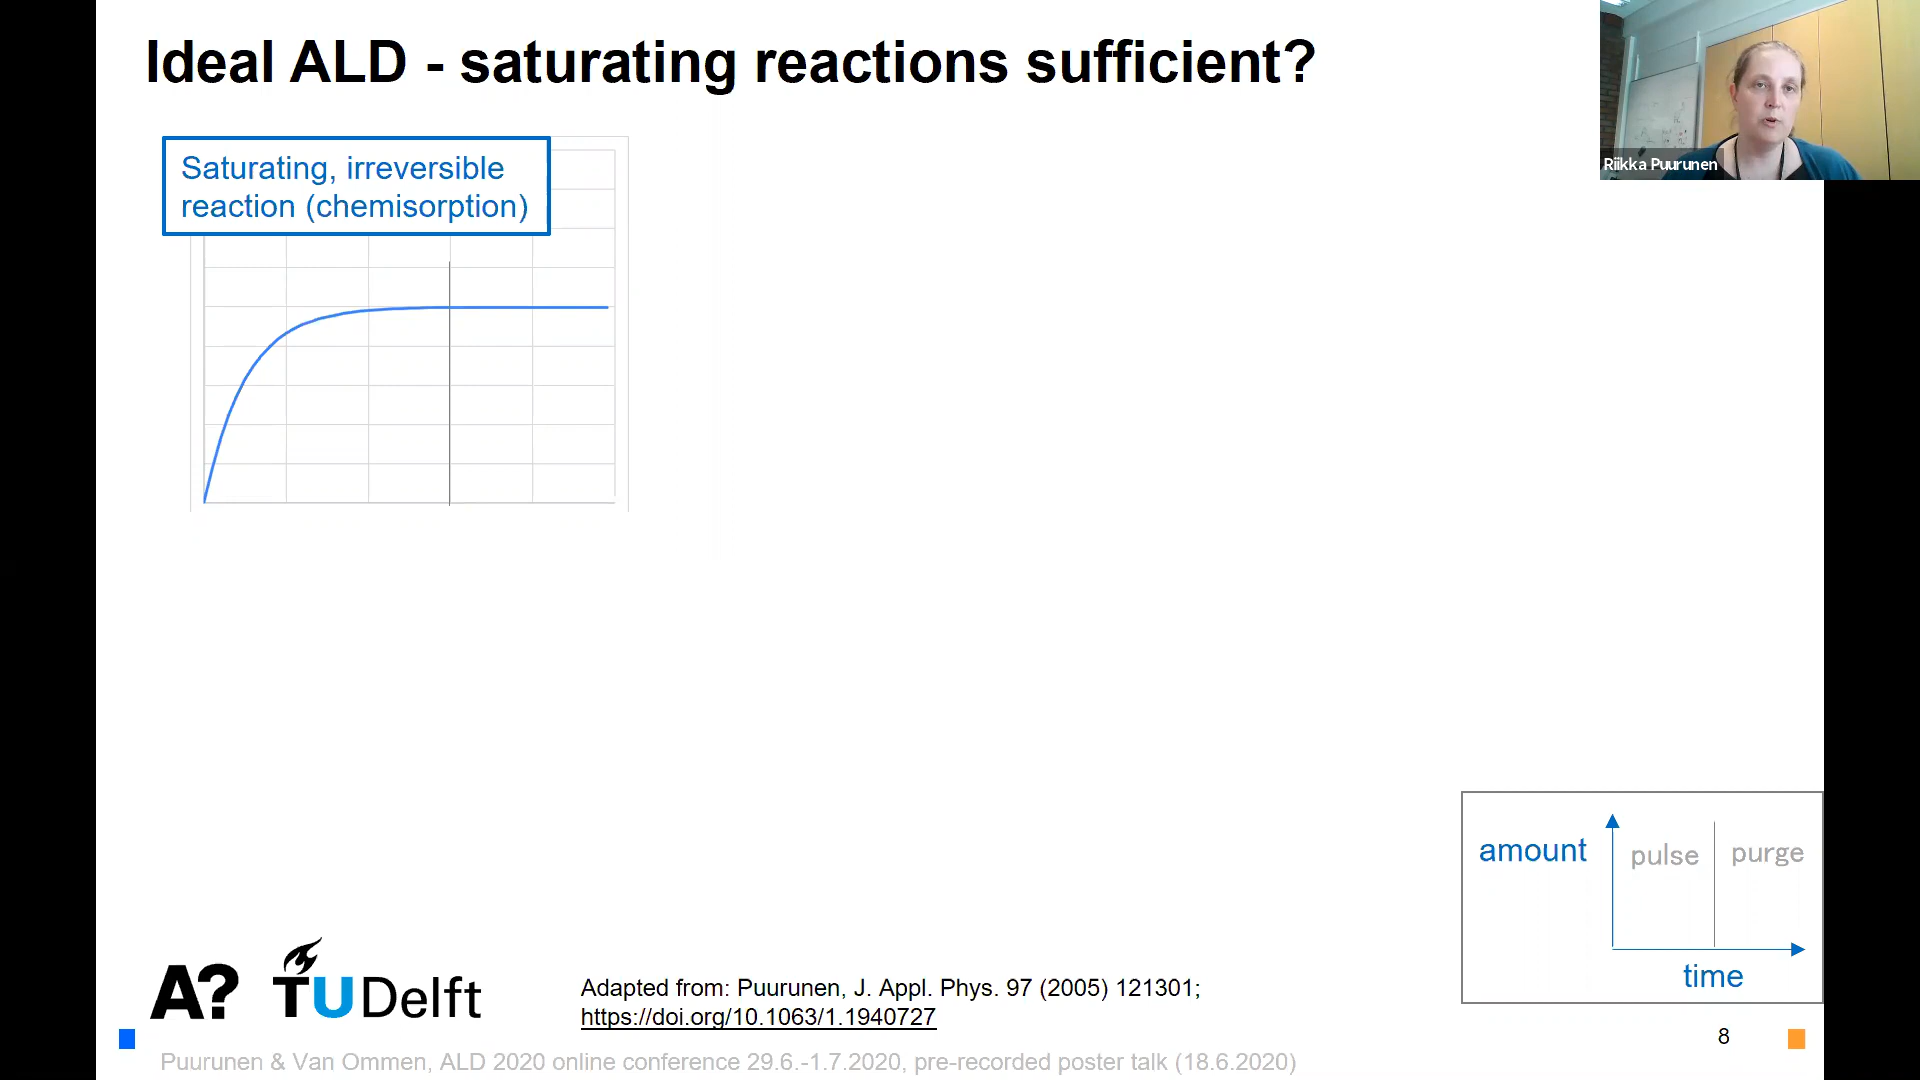 Ideal ALD - saturating reactions sufficient?
Riikka Puurunen
Saturating, irreversible
reaction (chemisorption)
amount
pulse
purge
time
A?
TUDelft
Adapted from: Puurunen, J. Appl. Phys. 97 (2005) 121301;
https://doi.org/10.1063/1.1940727
8
Puurunen & Van Ommen, ALD 2020 online conference 29.6.-1.7.2020, pre-recorded poster talk (18.6.2020)